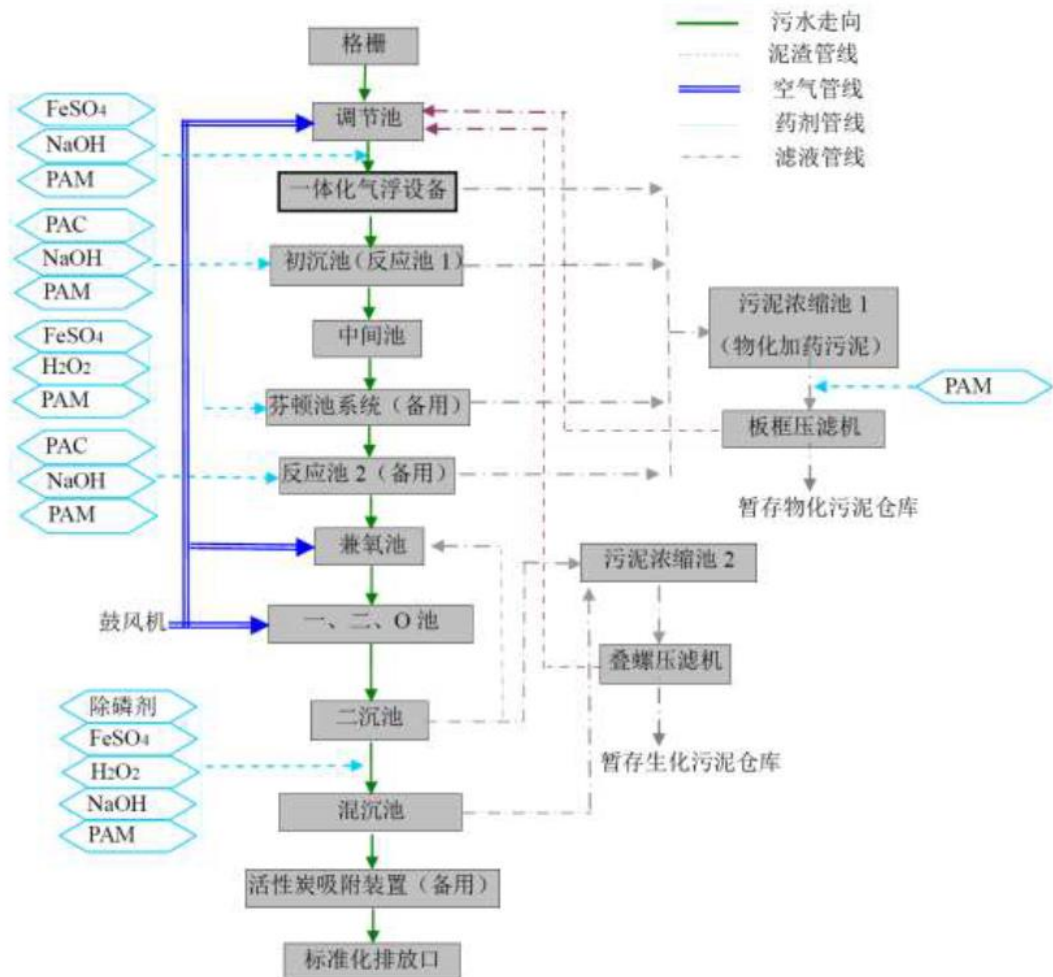 污水走向
泥渣管线
空气管线
药剂管线
滤液管线
格栅
调节池
FeSO4
NaOH
PAM
一体化气浮设备
PAC
NaOH
PAM
初沉池(反应池1)
中间池
FeSO4
H2O2
PAM
芬顿池系统(备用)
PAC
NaOH
PAM
反应池2(备用)
污泥浓缩池1
(物化加药污泥)
PAM
板框压滤机
暂存物化污泥仓库
兼氧池
鼓风机
一、二、O池
污泥浓缩池2
叠螺压滤机
暂存生化污泥仓库
二沉池
除磷剂
FeSO4
H2O2
NaOH
PAM
混沉池
活性炭吸附装置(备用)
标准化排放口